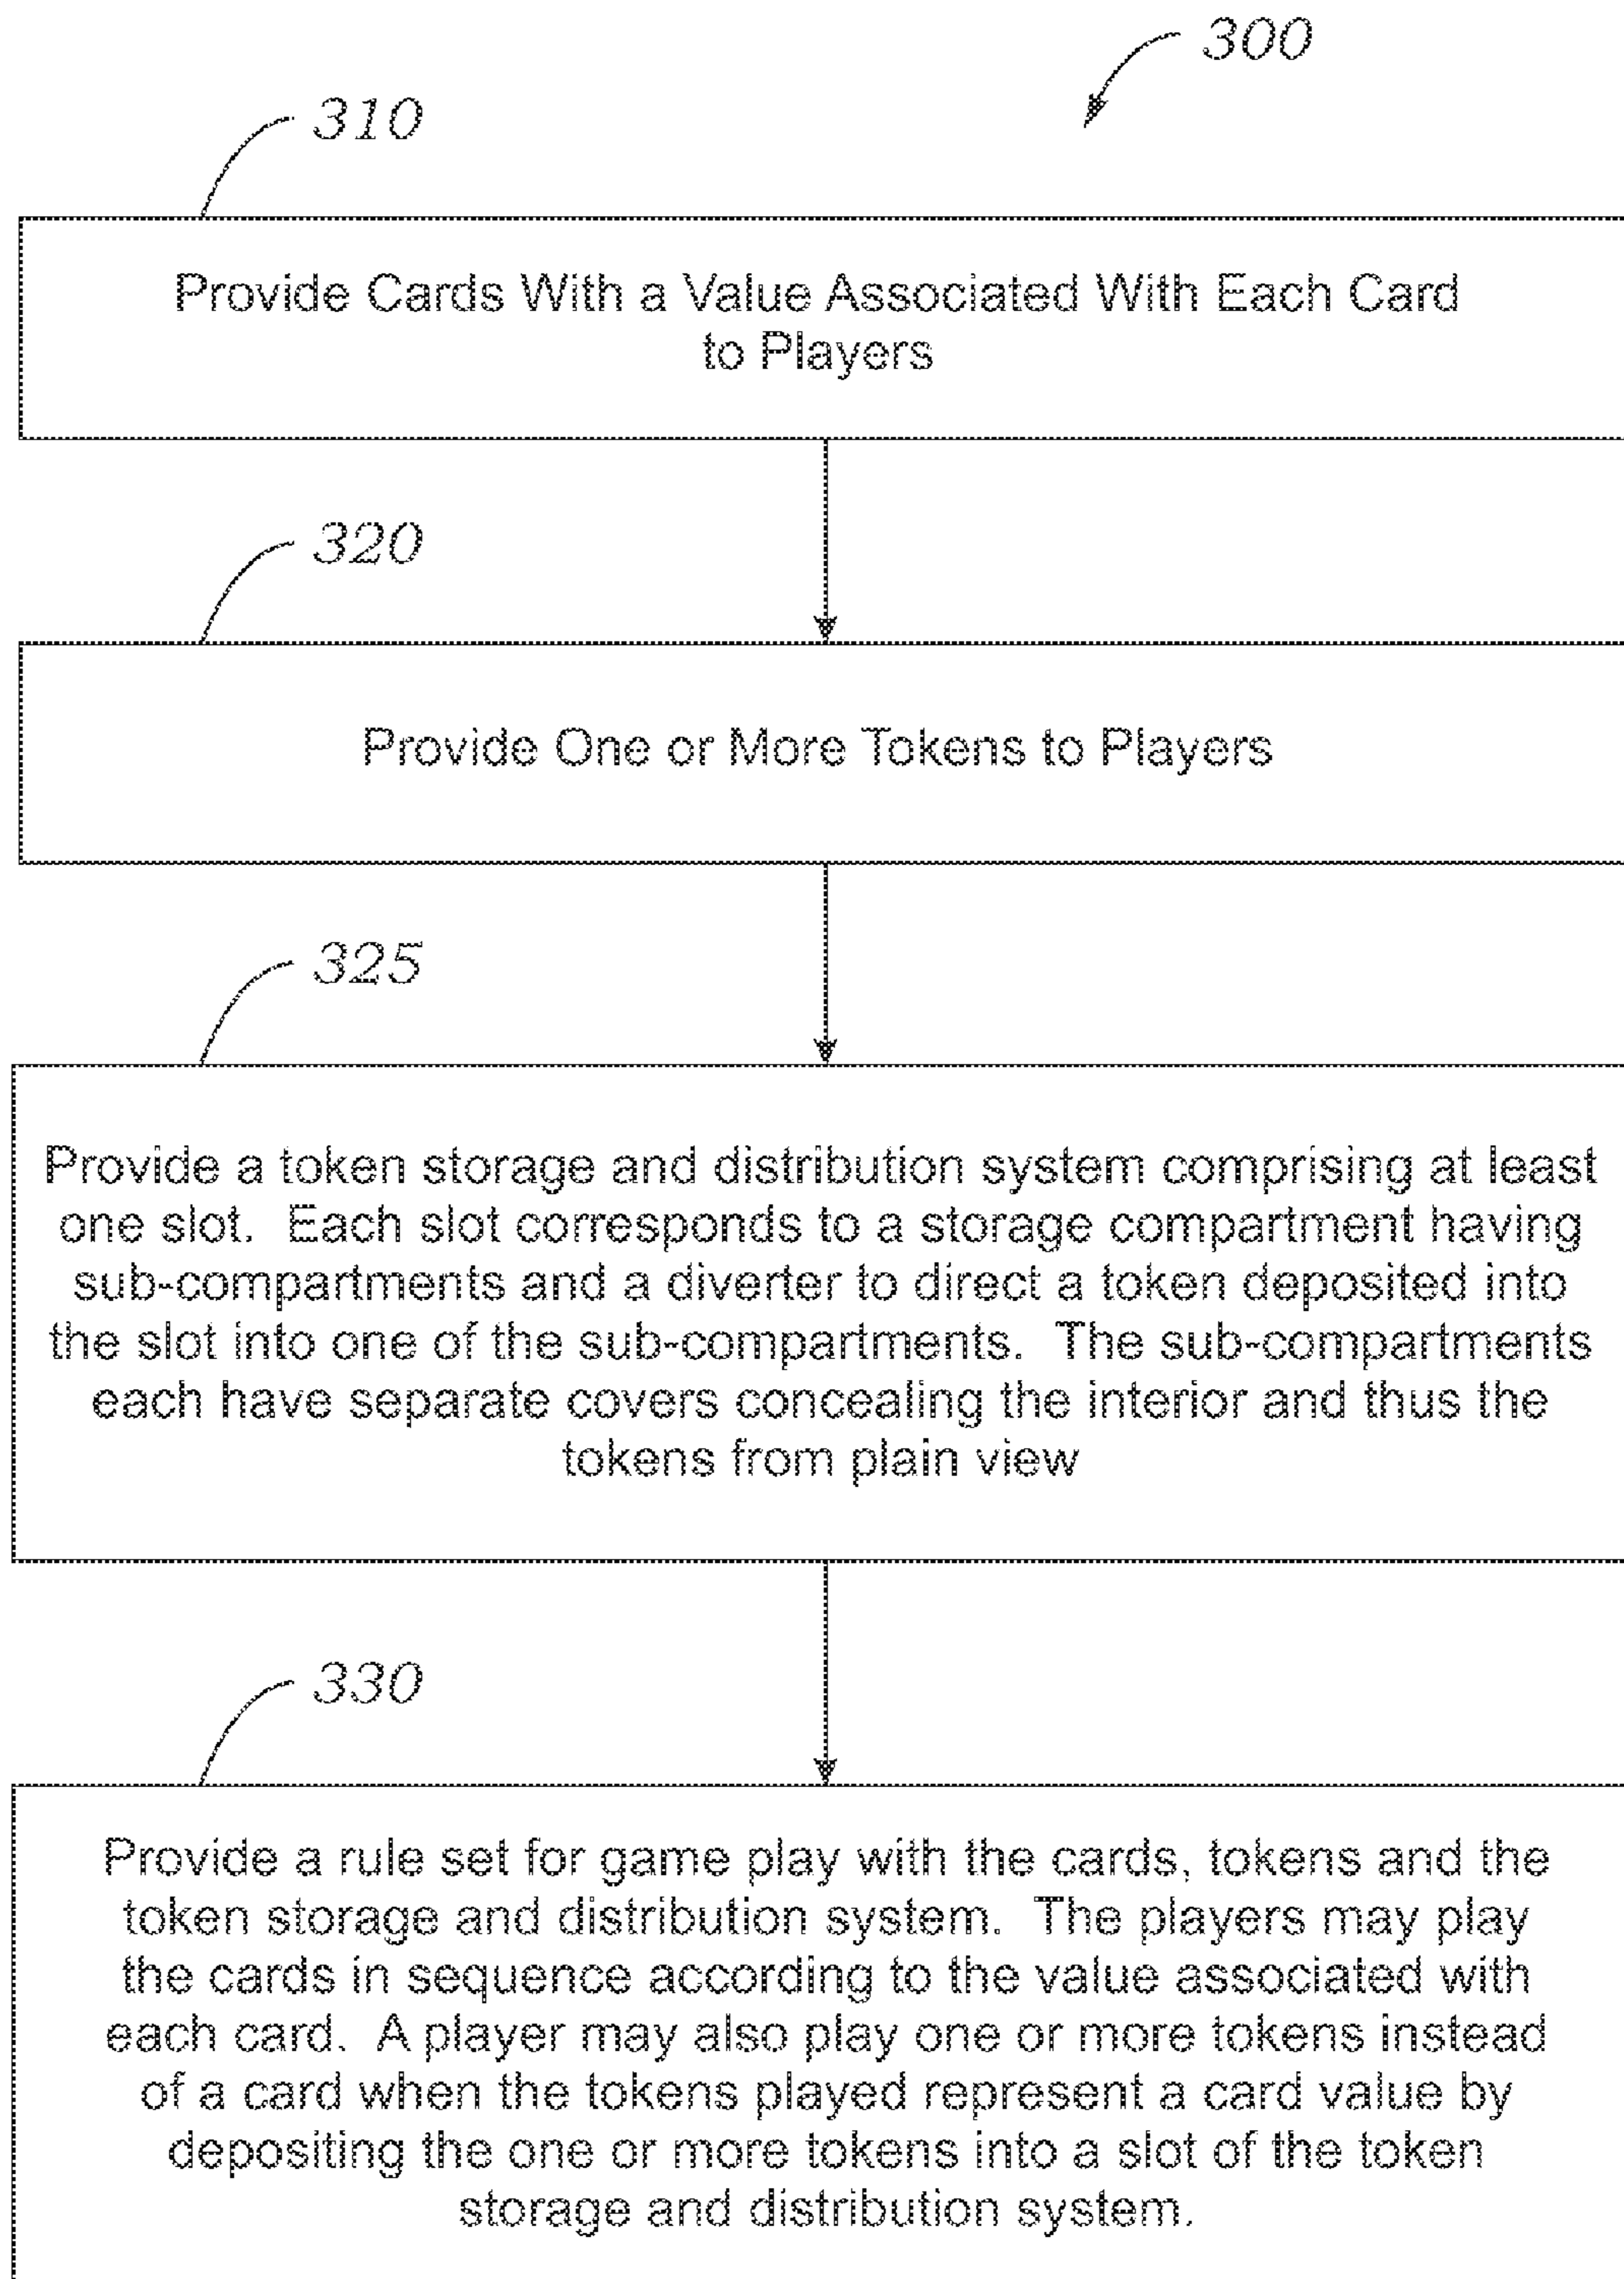 300
310
Provide Cards With a Value Associated With Each Card
to Players
320
Provide One or More Tokens to Players
325
Provide a token storage and distribution system comprising at least
one slot. Each slot corresponds to a storage compartment having
sub-compartments and a diverter to direct a token deposited into
the slot into one of the sub-compartments. The sub-compartments
each have separate covers concealing the interior and thus the
tokens from plain view
330
Provide a rule set for game play with the cards, tokens and the
token storage and distribution system. The players may play
the cards in sequence according to the value associated with
each card. A player may also play one or more tokens instead
of a card when the tokens played represent a card value by
depositing the one or more tokens into a slot of the token
storage and distribution system.